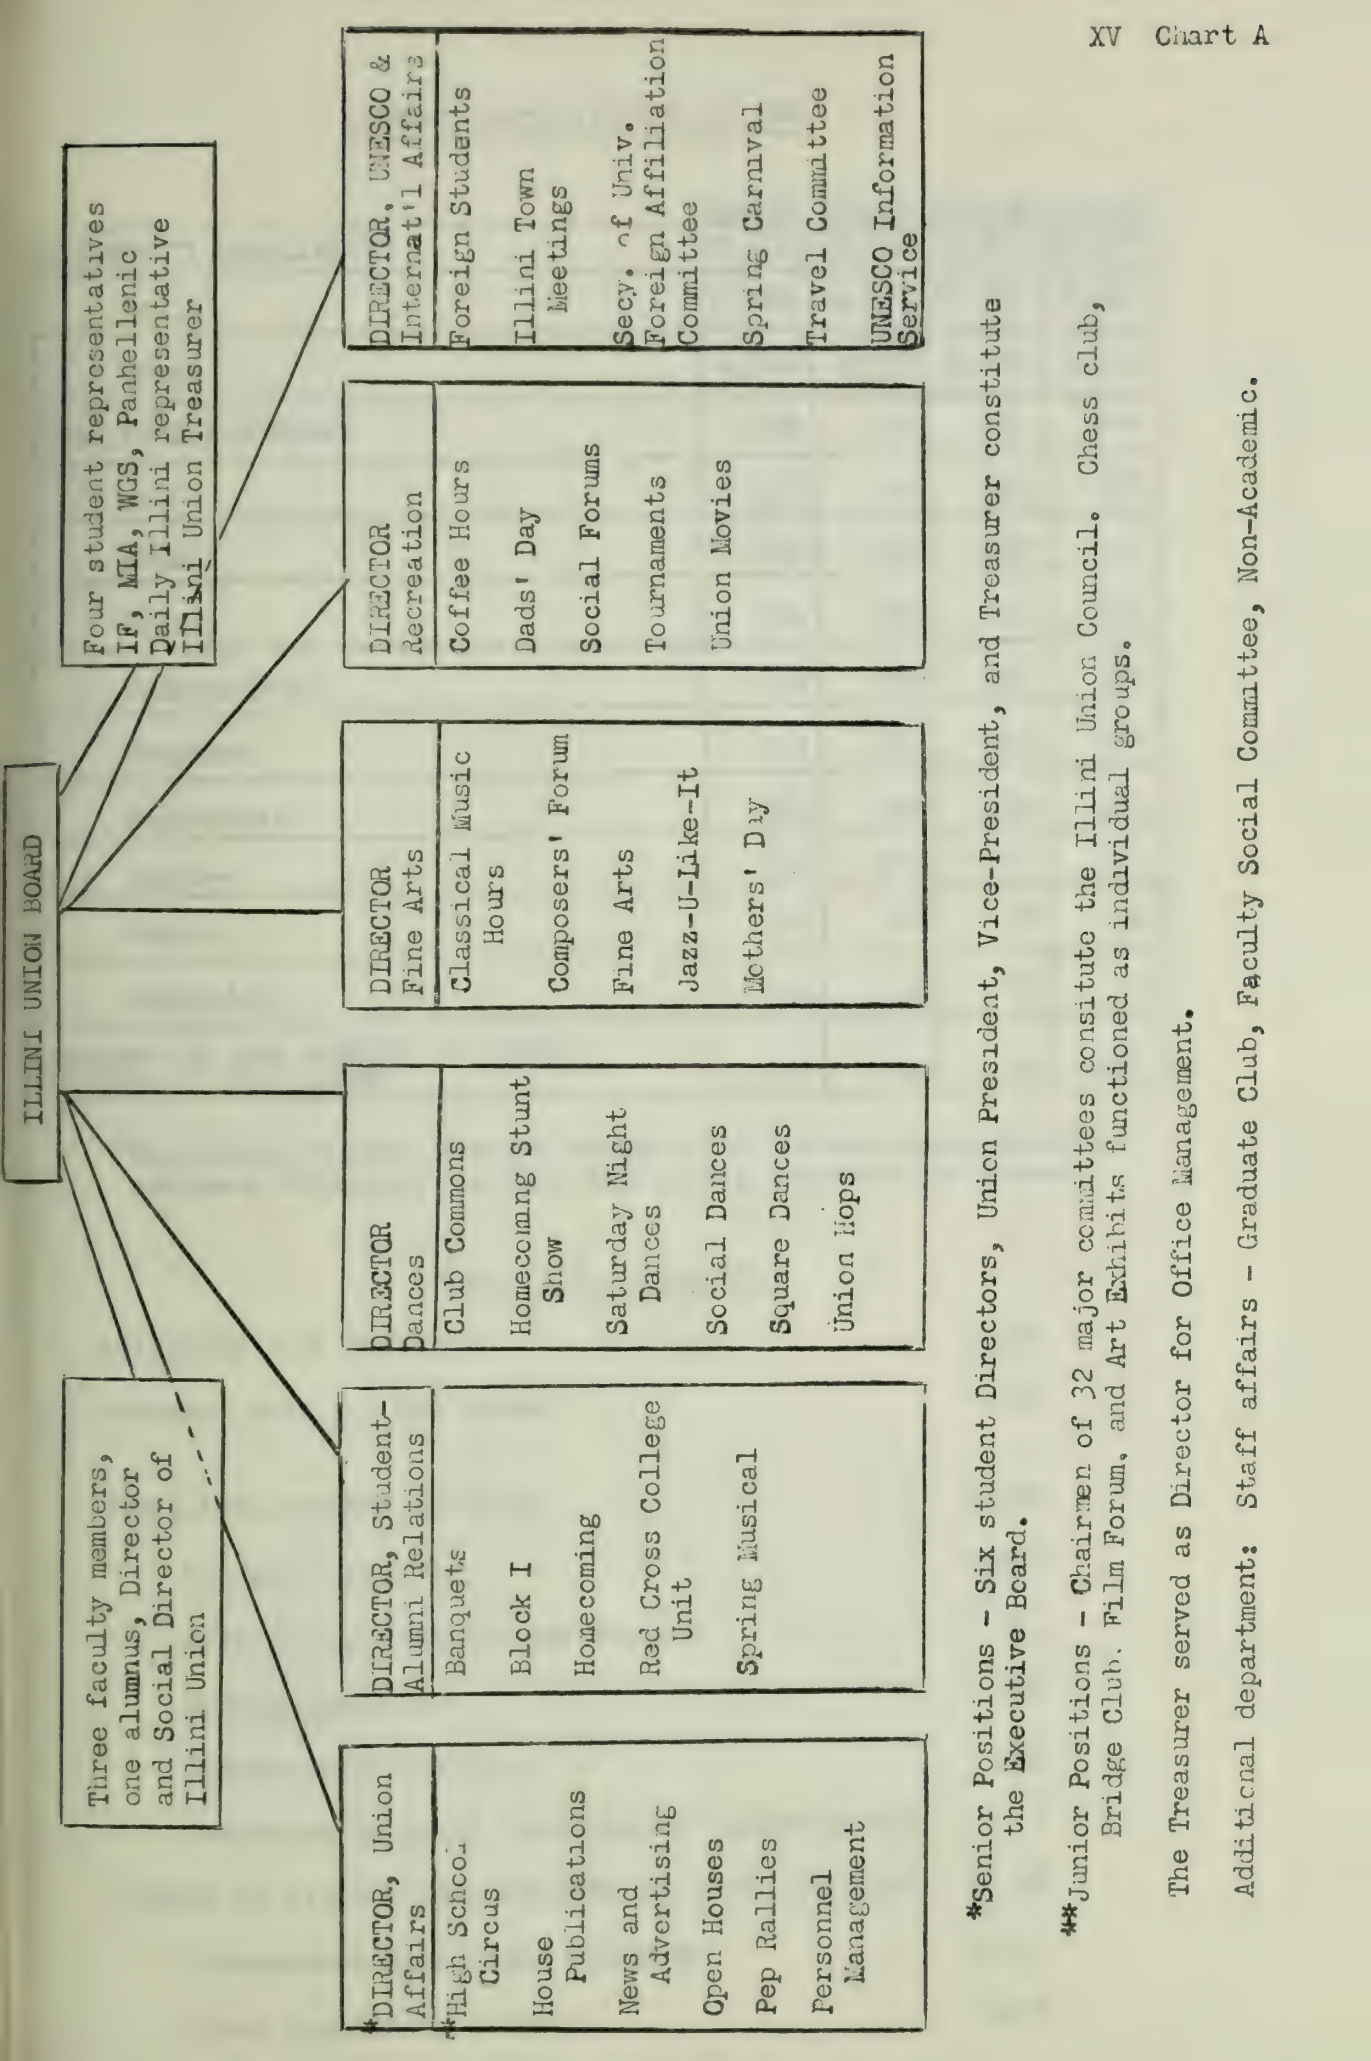 XV Chart A
ILLINI UNION BOARD
Three faculty members,
one alumnus, Director
and Social Director of
Illini Union
Four student representatives
IF, MIA, WGS, Panhellenic
Daily Illini representative
Illini Union Treasurer
*DIRECTOR, Union
Affairs
**High School
Circus
House
Publications
News and
Advertising
Open Houses
Pep Rallies
Personnel
Management
DIRECTOR, Student-
Alumni Relations
Banquets
Block I
Homecoming
Red Cross College
Unit
Spring Musical
DIRECTOR
Dances
Club Commons
Homecoming Stunt
Show
Saturday Night
Dances
Social Dances
Square Dances
Union Hops
DIRECTOR
Fine Arts
Classical Music
Hours
Composers' Forum
Fine Arts
Jazz-U-Like-It
Mothers' Day
DIRECTOR
Recreation
Coffee Hours
Dads' Day
Social Forums
Tournaments
Union Movies
DIRECTOR, UNESCO &
Internat'l Affairs
Foreign Students
Illini Town
Meetings
Secy. of Univ.
Foreign Affiliation
Committee
Spring Carnival
Travel Committee
UNESCO Information
Service
*Senior Positions - Six student Directors, Union President, Vice-President, and Treasurer constitute
the Executive Board.
**Junior Positions - Chairmen of 32 major committees consitute the Illini Union Council. Chess club,
Bridge Club. Film Forum, and Art Exhibits functioned as individual groups.
The Treasurer served as Director for Office Management.
Additional department: Staff affairs - Graduate Club, Faculty Social Committee, Non-Academic.